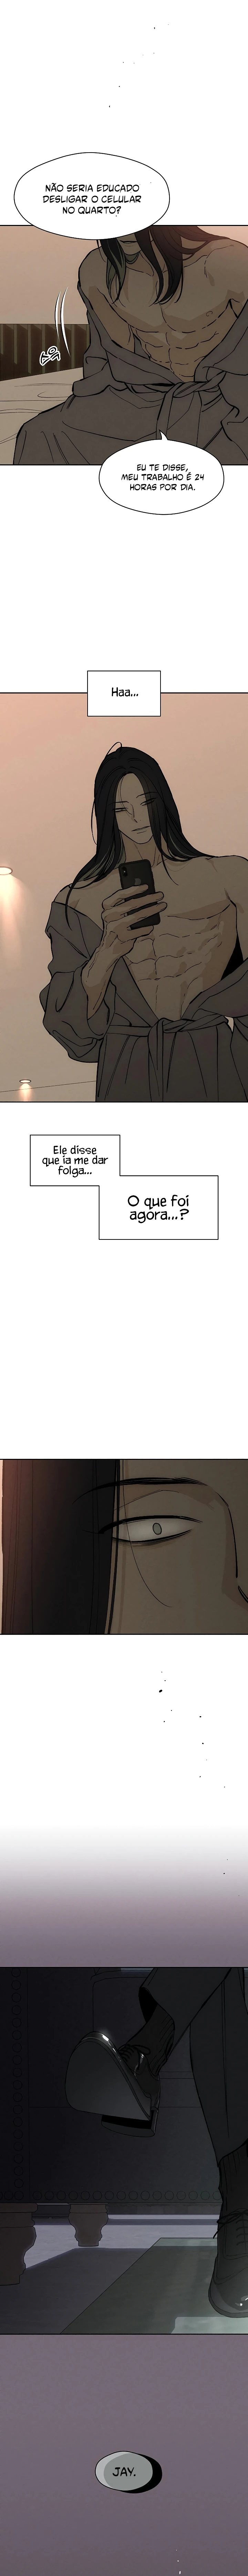 NÃO SERIA EDUCADO
DESLIGAR O CELULAR
NO QUARTO?
EU TE DISSE,
MEU TRABALHO É 24
HORAS POR DIA.
Haa...
Ele disse
que ia me dar
folga...
O que foi
agora...?
JAY.